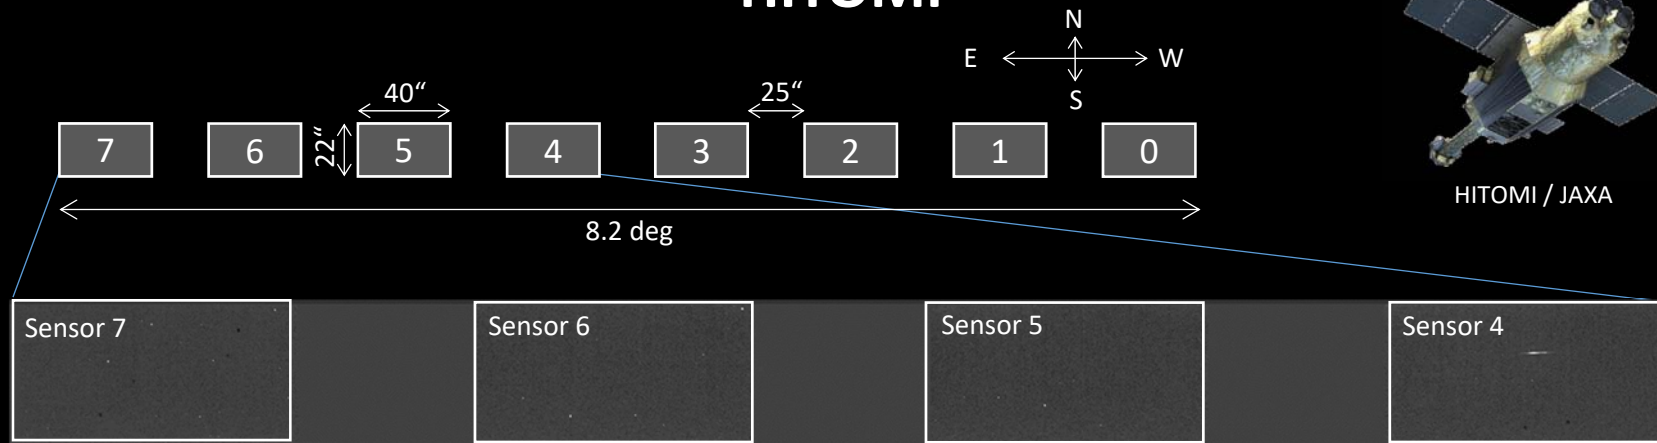 HITOMI
N
E W
S
40“ 25“
22“
7 6 5 4 3 2 1 0
HITOMI / JAXA
8.2 deg
Sensor 7 Sensor 6 Sensor 5 Sensor 4